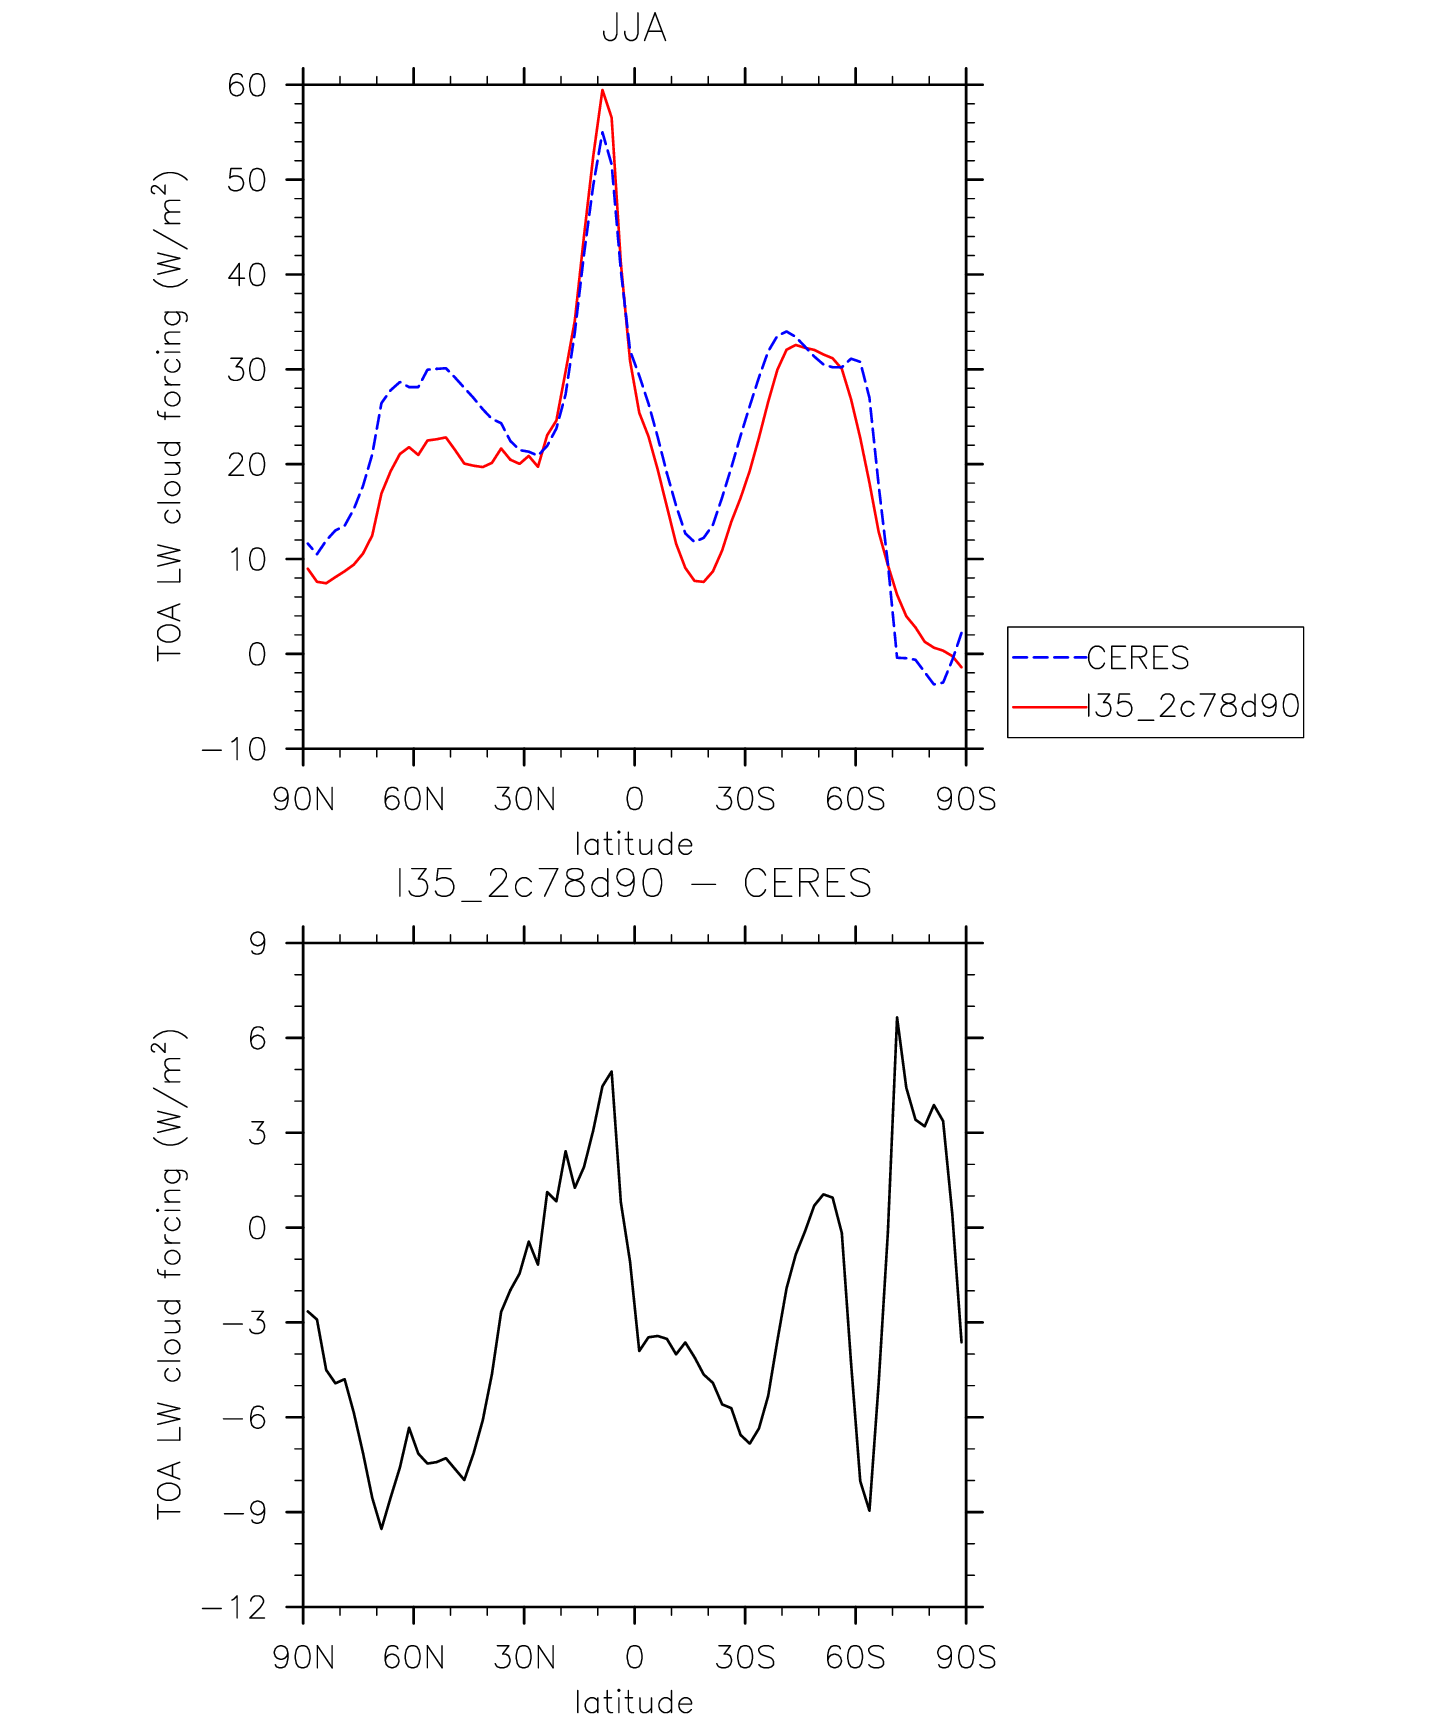 JJA
TOA LW cloud forcing (W/m²)
60
50
40
30
20
10
0
−10
90N 60N 30N 0 30S 60S 90S
latitude
CERES
I35_2c78d90
I35_2c78d90 − CERES
TOA LW cloud forcing (W/m²)
9
6
3
0
−3
−6
−9
−12
90N 60N 30N 0 30S 60S 90S
latitude